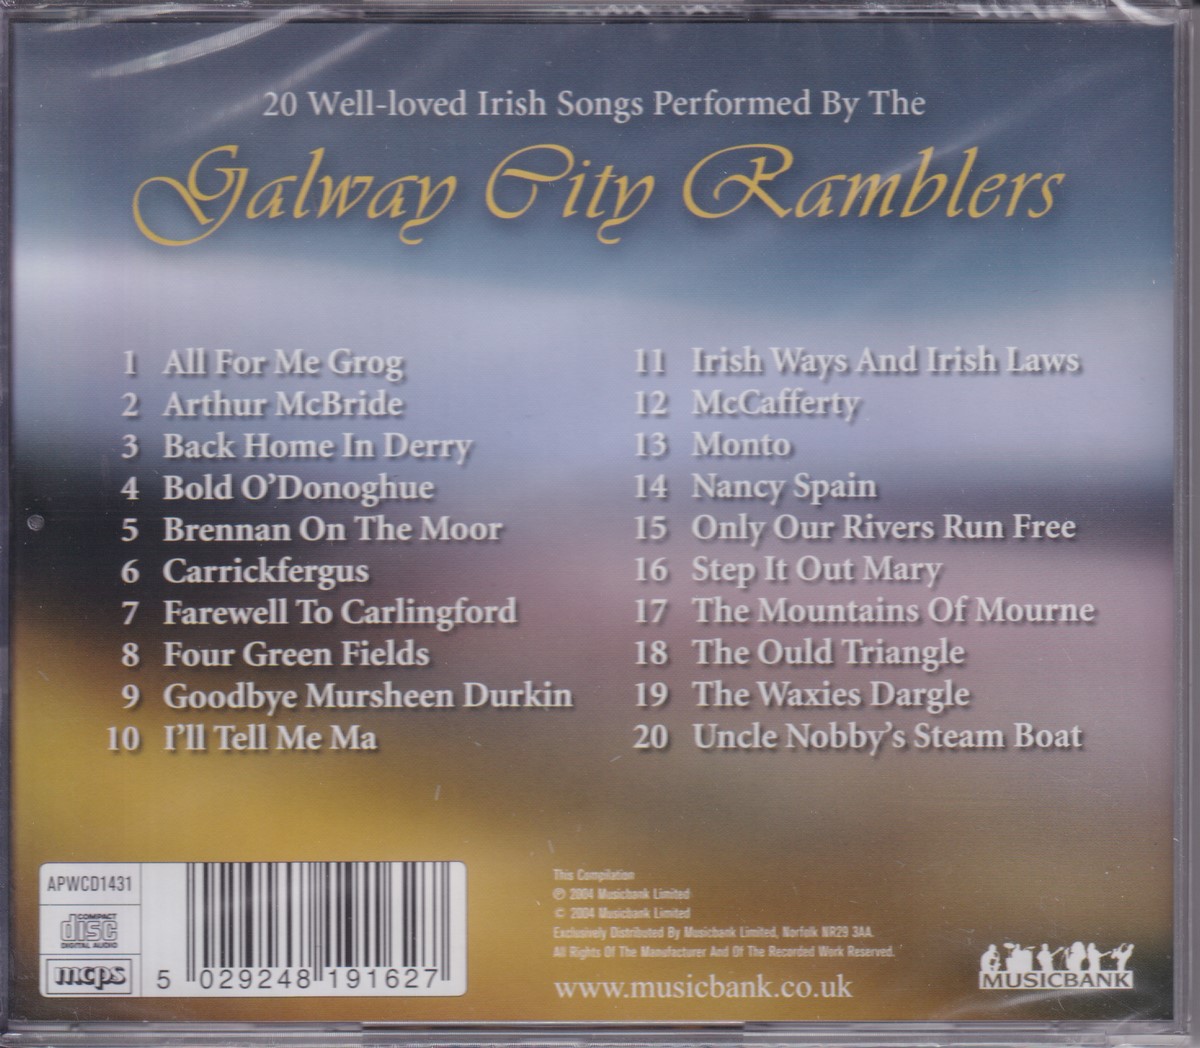 20 Well-loved Irish Songs Performed By The
Galway City Ramblers
1 All For Me Grog
2 Arthur McBride
3 Back Home In Derry
4 Bold O'Donoghue
5 Brennan On The Moor
6 Carrickfergus
7 Farewell To Carlingford
8 Four Green Fields
9 Goodbye Mursheen Durkin
10 I'll Tell Me Ma
11 Irish Ways And Irish Laws
12 McCafferty
13 Monto
14 Nancy Spain
15 Only Our Rivers Run Free
16 Step It Out Mary
17 The Mountains Of Mourne
18 The Ould Triangle
19 The Waxies Dargle
20 Uncle Nobby's Steam Boat
APWCD1431
COMPACT
disc
DIGITAL AUDIO
mcps
5 029248 191627
This Compilation
℗ 2004 Musicbank Limited
© 2004 Musicbank Limited
Exclusively Distributed By Musicbank Limited, Norfolk NR29 3AA.
All Rights Of The Manufacturer And Of The Recorded Work Reserved.
www.musicbank.co.uk
MUSICBANK